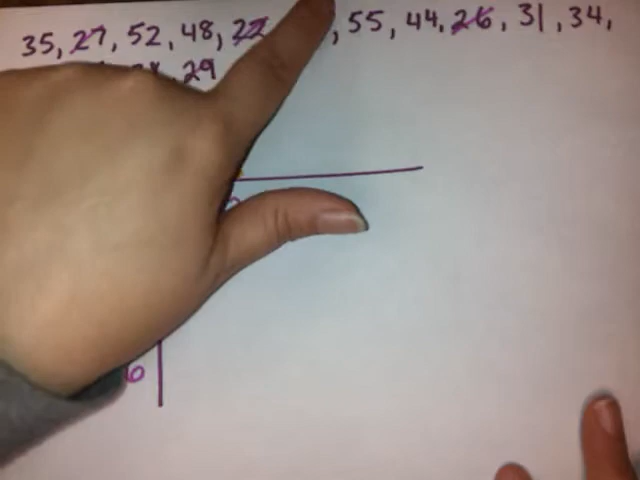 35, 27, 52, 48, 22 , 55, 44, 26, 31, 34,
, 29
6